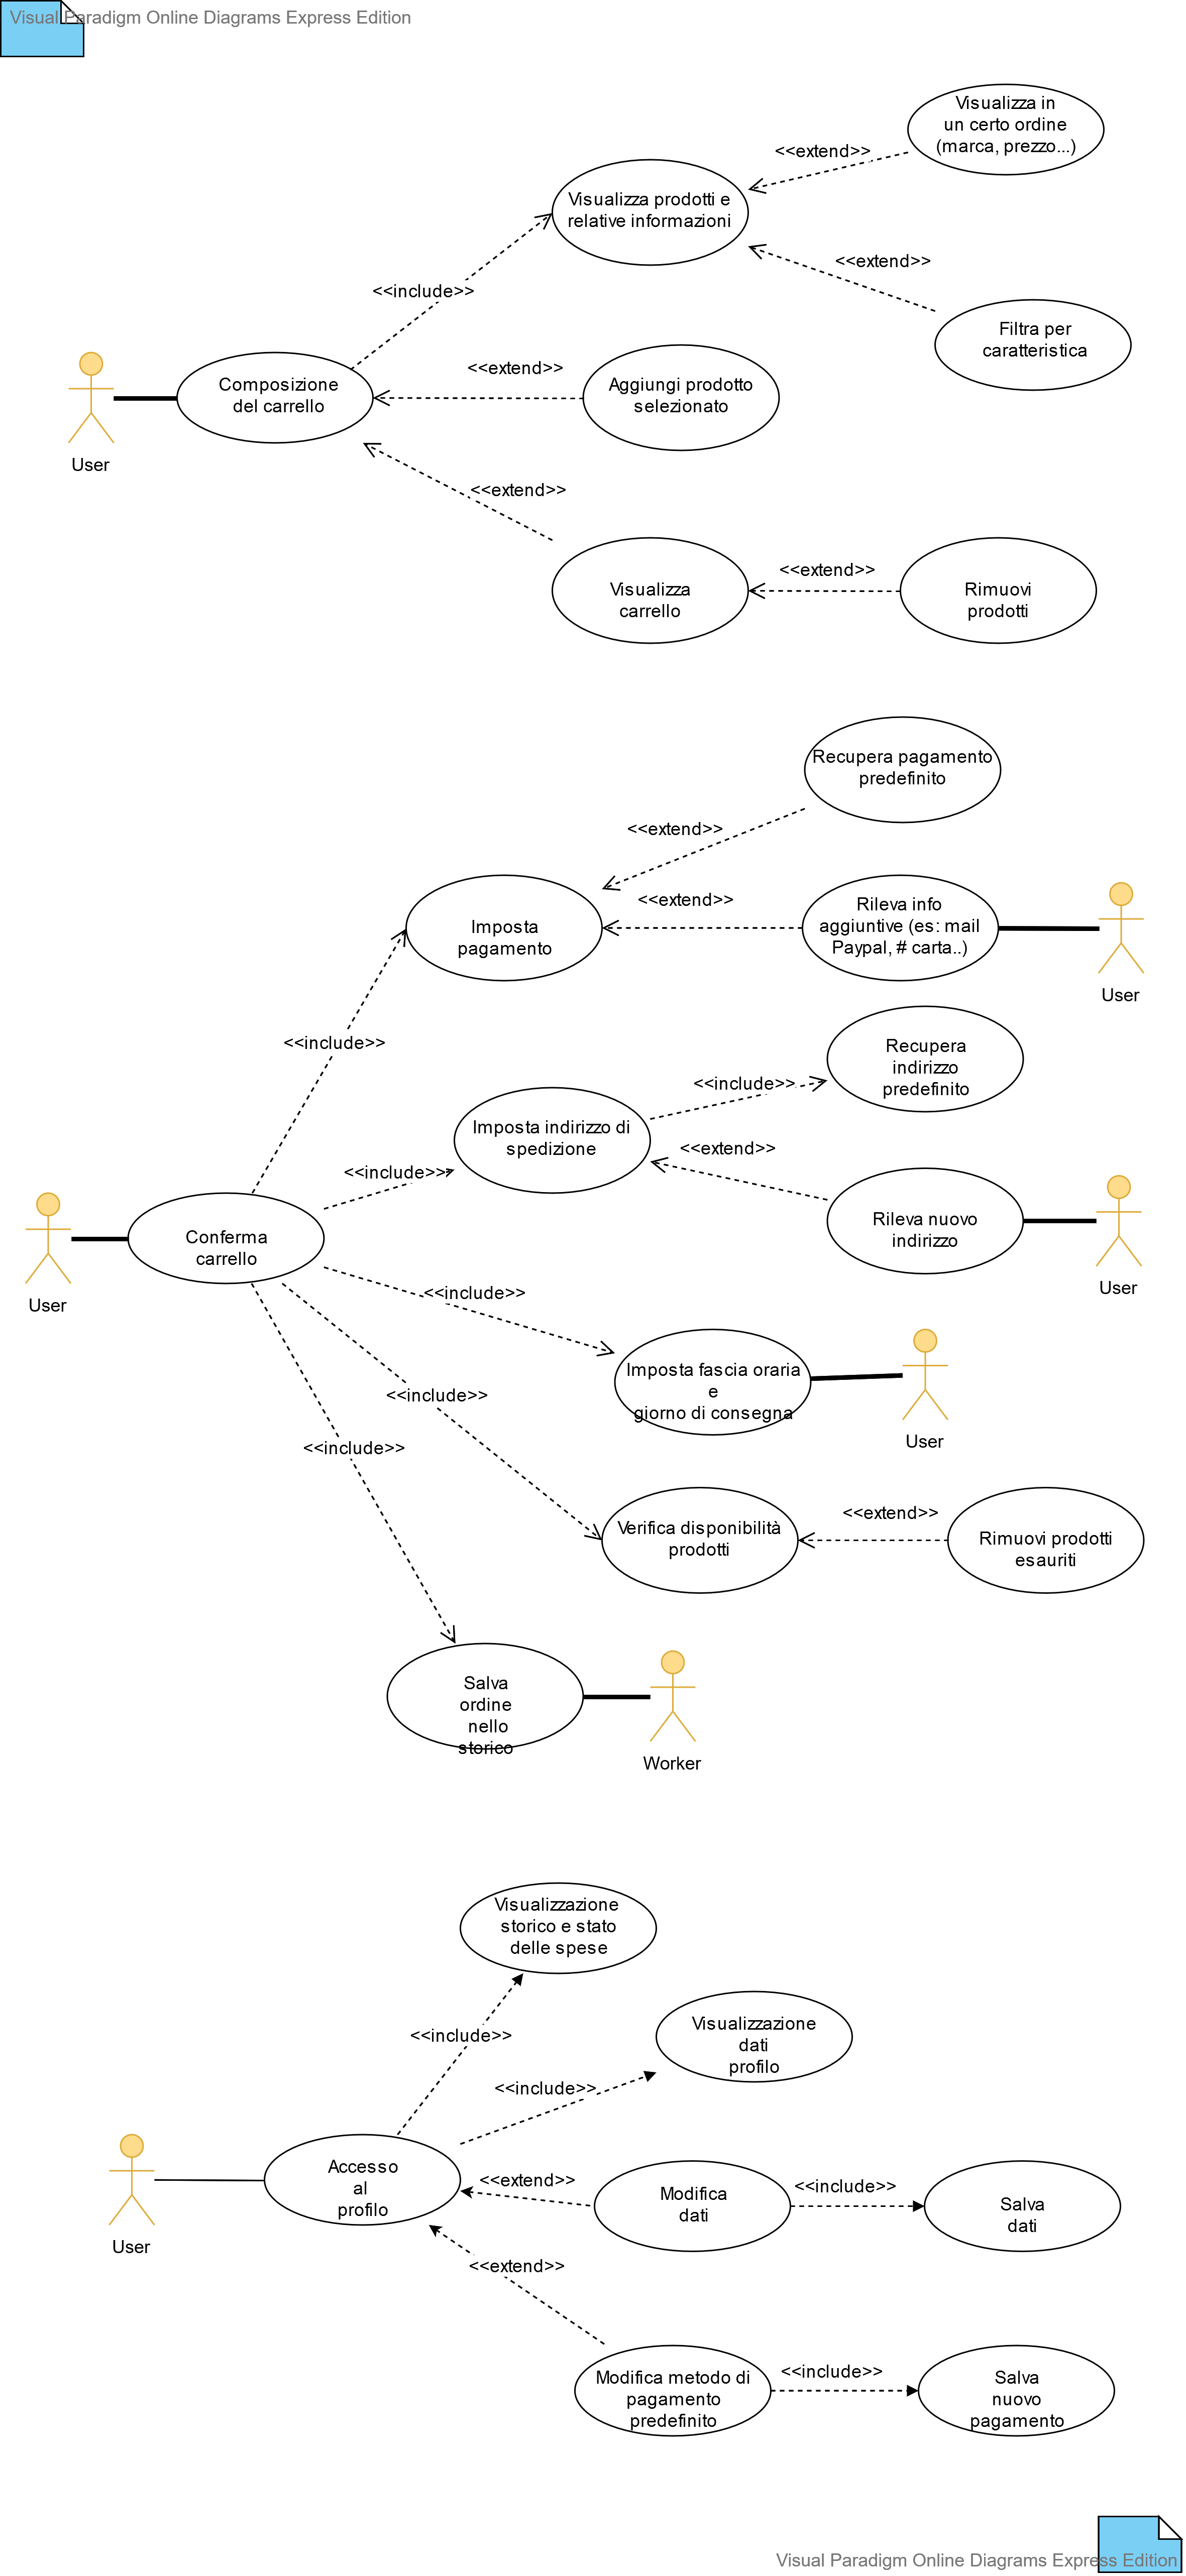 Visual Paradigm Online Diagrams Express Edition
Visualizza in
un certo ordine
(marca, prezzo...)
<<extend>>
Visualizza prodotti e
relative informazioni
<<extend>>
<<include>>
Filtra per
caratteristica
<<extend>>
Composizione
del carrello
Aggiungi prodotto
selezionato
User
<<extend>>
<<extend>>
Visualizza
carrello
Rimuovi
prodotti
Recupera pagamento
predefinito
<<extend>>
<<extend>>
Rileva info
aggiuntive (es: mail
Paypal, # carta..)
Imposta
pagamento
User
<<include>>
Recupera
indirizzo
predefinito
<<include>>
Imposta indirizzo di
spedizione
<<extend>>
<<include>>
Rileva nuovo
indirizzo
Conferma
carrello
User
User
<<include>>
Imposta fascia oraria
e
giorno di consegna
<<include>>
User
<<include>>
<<extend>>
Verifica disponibilità
prodotti
Rimuovi prodotti
esauriti
Salva
ordine
nello
storico
Worker
Visualizzazione
storico e stato
delle spese
<<include>>
Visualizzazione
dati
profilo
<<include>>
Accesso
al
profilo
<<extend>>
Modifica
dati
<<include>>
Salva
dati
User
<<extend>>
Modifica metodo di
pagamento
predefinito
<<include>>
Salva
nuovo
pagamento
Visual Paradigm Online Diagrams Express Edition